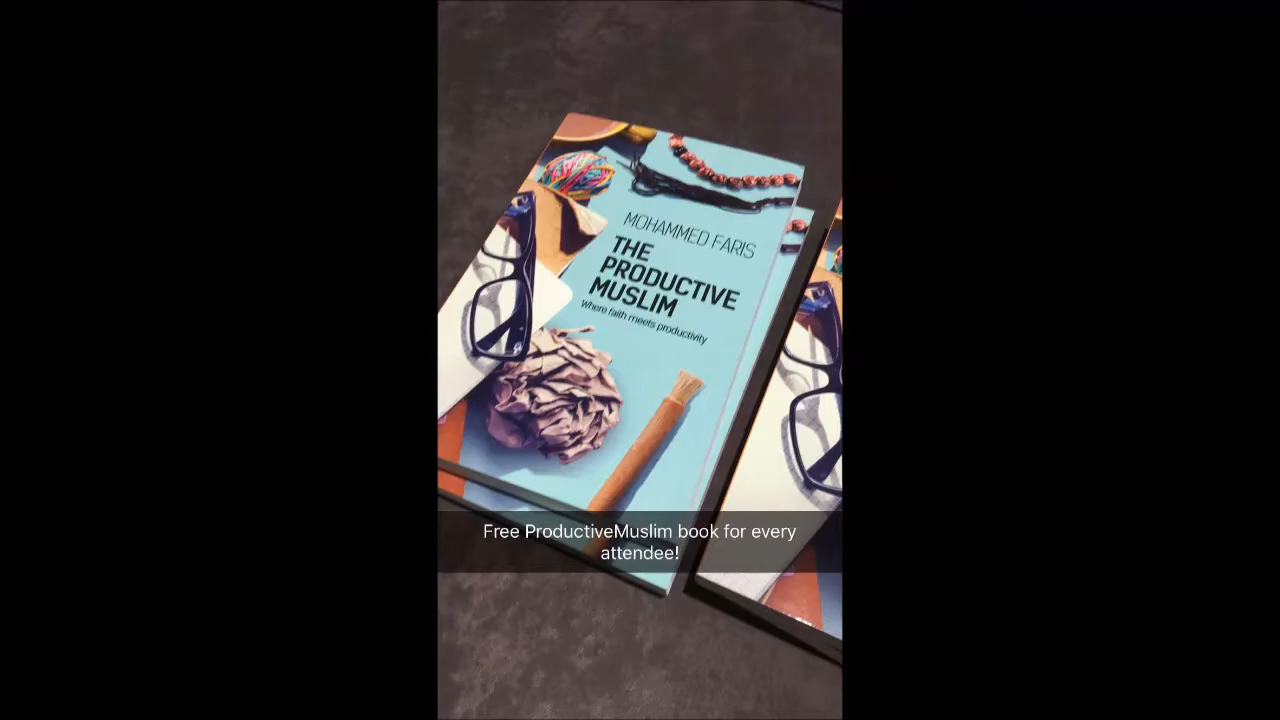 MOHAMMED FARIS
THE
PRODUCTIVE
MUSLIM
Where faith meets productivity
Free ProductiveMuslim book for every
attendee!